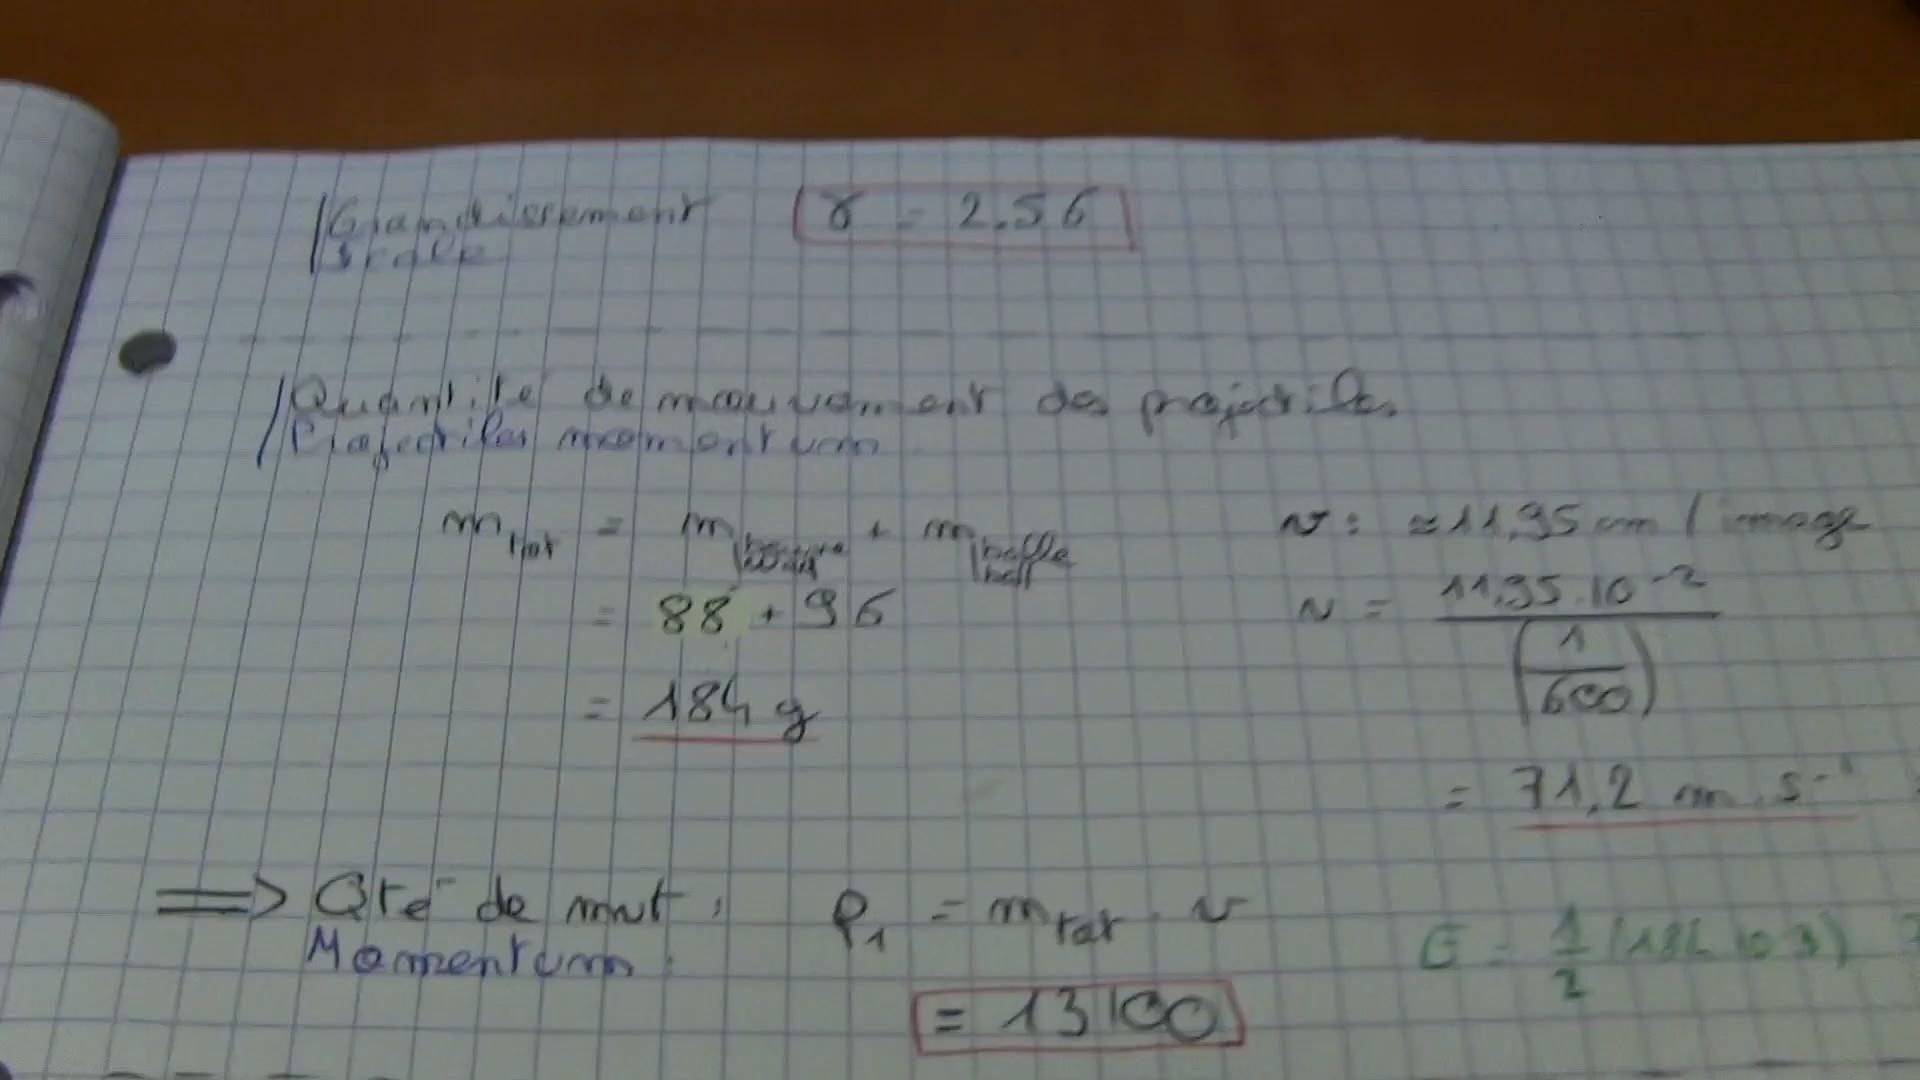 Grandissement γ = 2.56
Scale
Quantité de mouvement des projectiles
Projectiles momentum
m tot = m + m balle
ball
= 88 + 96
= 184 g
v : ≈ 11,95 cm / image
v = 11,95.10⁻² / (1/600)
= 71,2 m.s⁻¹
=> Qté de mvt : p₁ = m tot . v
Momentum :
= 13100
E = 1/2 (184.10-3)